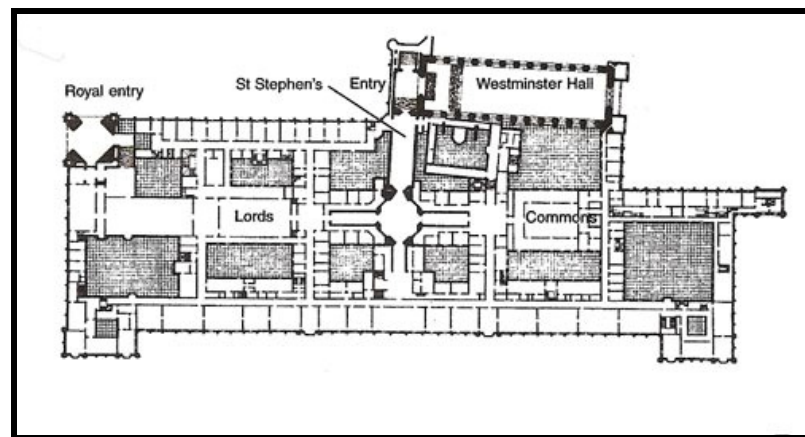 Royal entry
St Stephen's
Entry
Westminster Hall
Lords
Commons